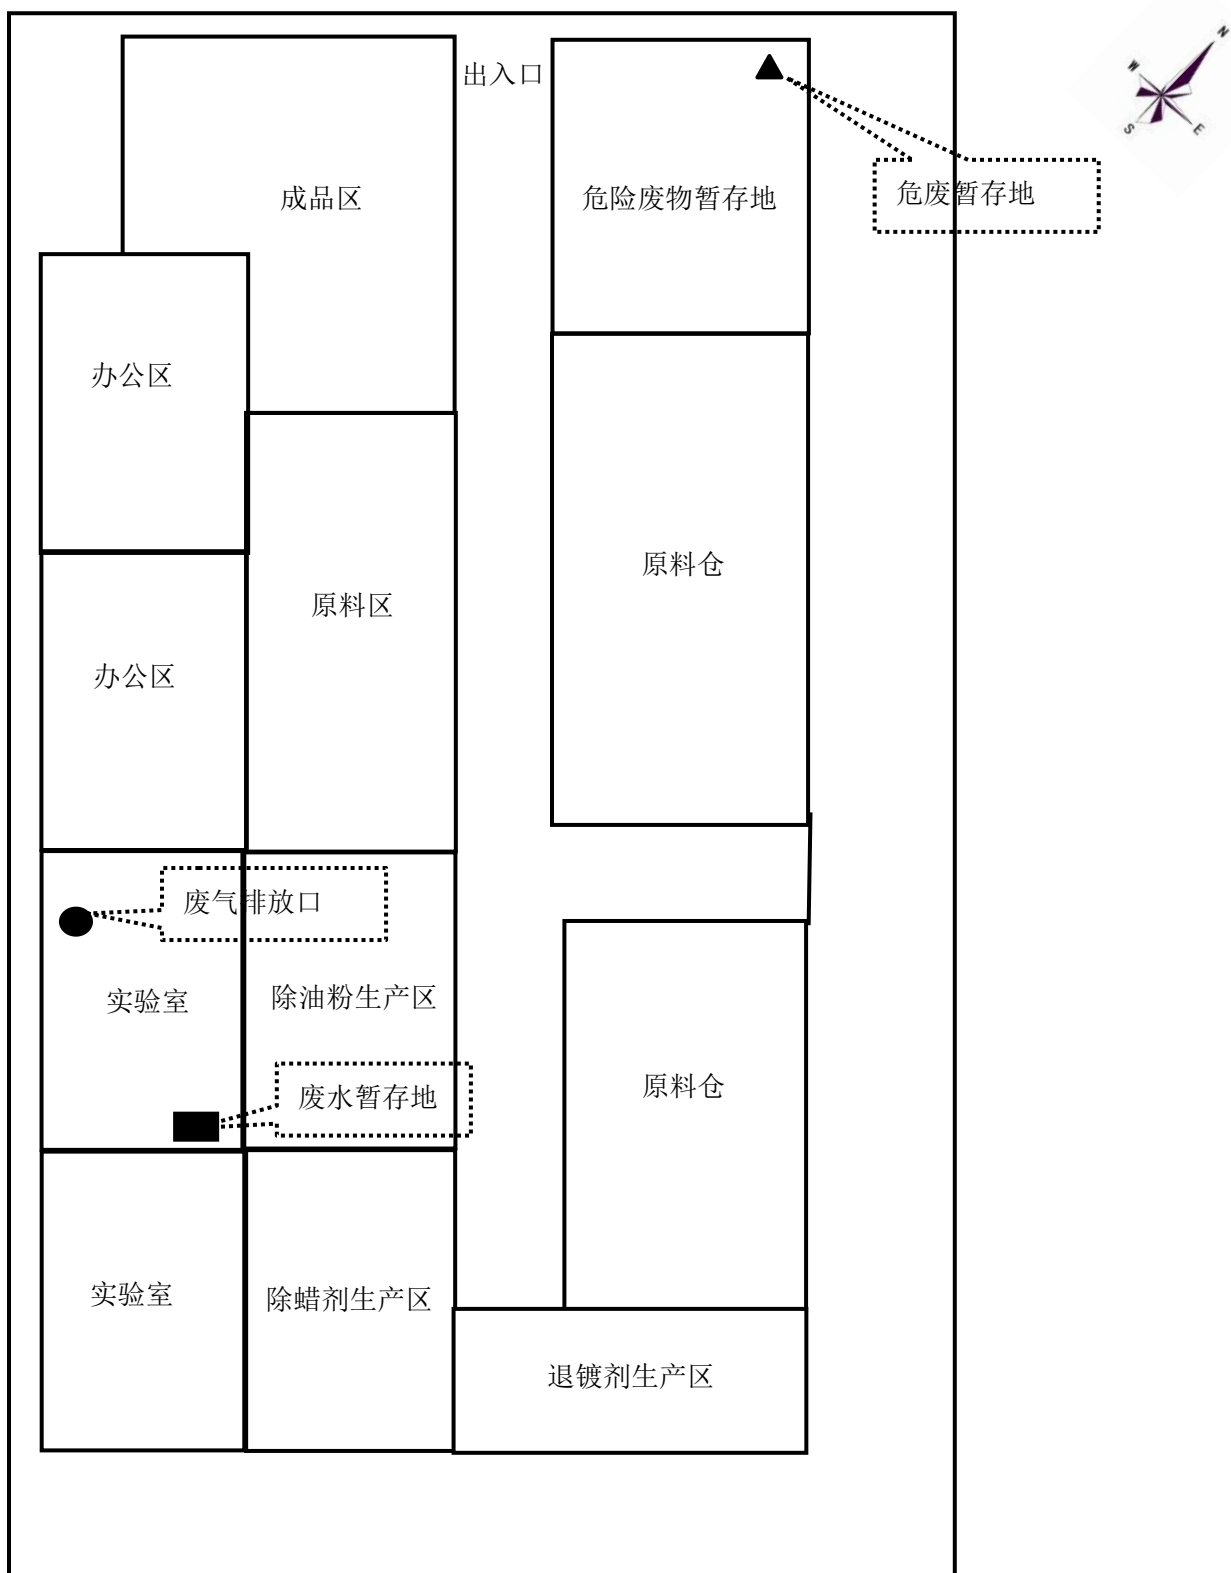 N
出入口
W
S
E
成品区
危险废物暂存地
危废暂存地
办公区
原料仓
原料区
办公区
废气排放口
实验室
除油粉生产区
废水暂存地
原料仓
实验室
除蜡剂生产区
退镀剂生产区